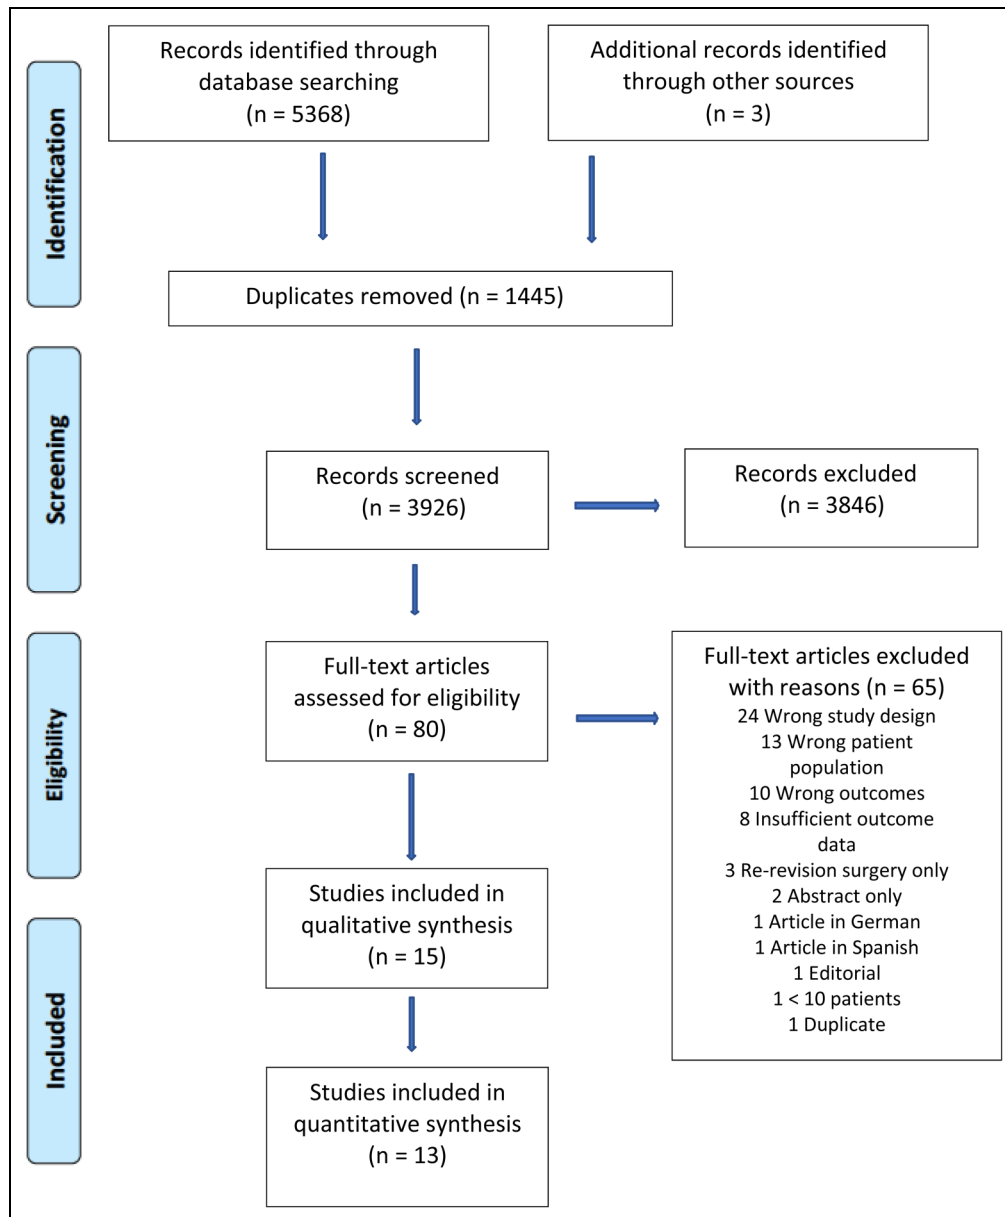 Identification
Records identified through
database searching
(n = 5368)
Additional records identified
through other sources
(n = 3)
Duplicates removed (n = 1445)
Screening
Records screened
(n = 3926)
Records excluded
(n = 3846)
Eligibility
Full-text articles
assessed for eligibility
(n = 80)
Full-text articles excluded
with reasons (n = 65)
24 Wrong study design
13 Wrong patient
population
10 Wrong outcomes
8 Insufficient outcome
data
3 Re-revision surgery only
2 Abstract only
1 Article in German
1 Article in Spanish
1 Editorial
1 < 10 patients
1 Duplicate
Studies included in
qualitative synthesis
(n = 15)
Included
Studies included in
quantitative synthesis
(n = 13)